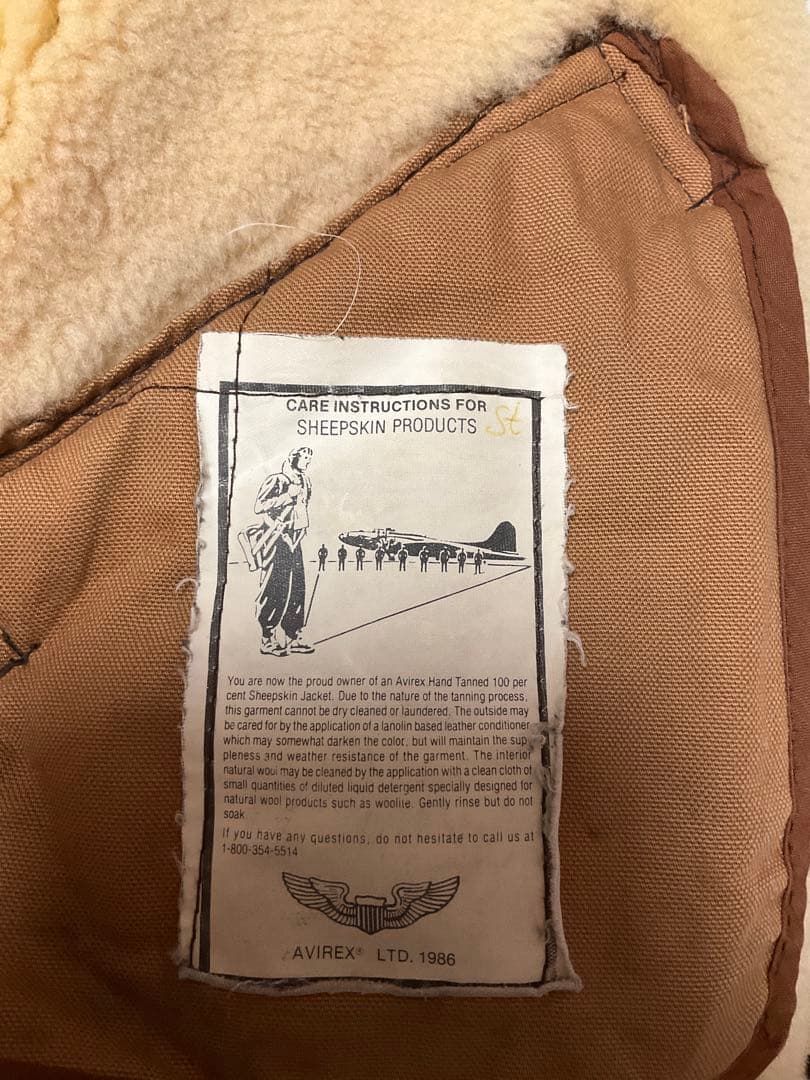 CARE INSTRUCTIONS FOR
SHEEPSKIN PRODUCTS St
You are now the proud owner of an Avirex Hand Tanned 100 per
cent Sheepskin Jacket. Due to the nature of the tanning process,
this garment cannot be dry cleaned or laundered. The outside may
be cared for by the application of a lanolin based leather conditioner
which may somewhat darken the color, but will maintain the sup
pleness and weather resistance of the garment. The interior
natural wool may be cleaned by the application with a clean cloth of
small quantities of diluted liquid detergent specially designed for
natural wool products such as woolite. Gently rinse but do not
soak
If you have any questions, do not hesitate to call us at
1-800-354-5514
AVIREX® LTD. 1986